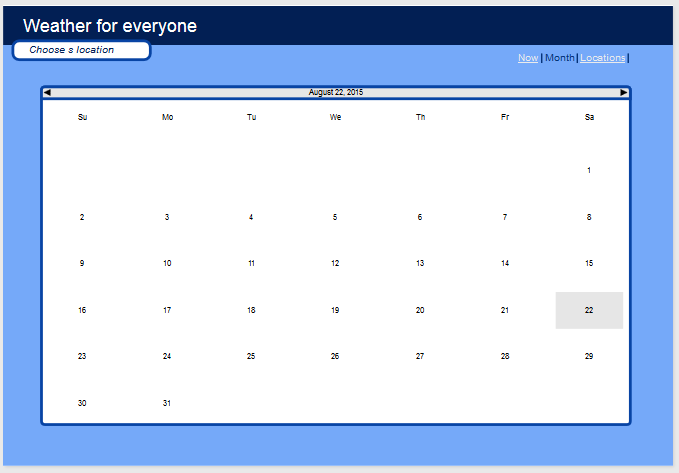 Weather for everyone
Choose s location
Now | Month | Locations |
August 22, 2015
Su Mo Tu We Th Fr Sa
1
2 3 4 5 6 7 8
9 10 11 12 13 14 15
16 17 18 19 20 21 22
23 24 25 26 27 28 29
30 31